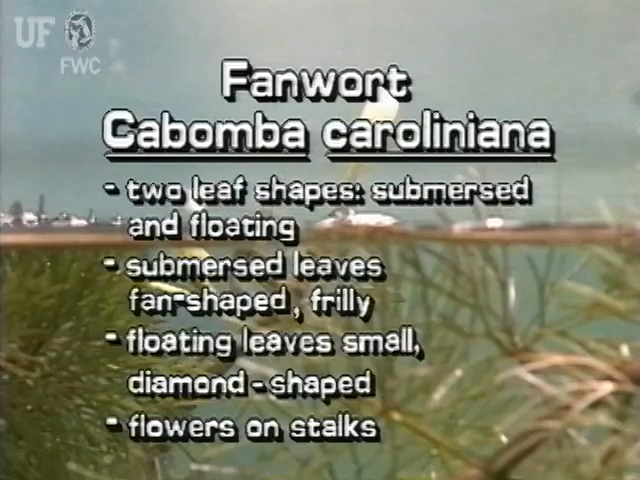 UF
FWC
Fanwort
Cabomba caroliniana
- two leaf shapes: submersed
and floating
- submersed leaves
fan-shaped, frilly
- floating leaves small,
diamond-shaped
- flowers on stalks